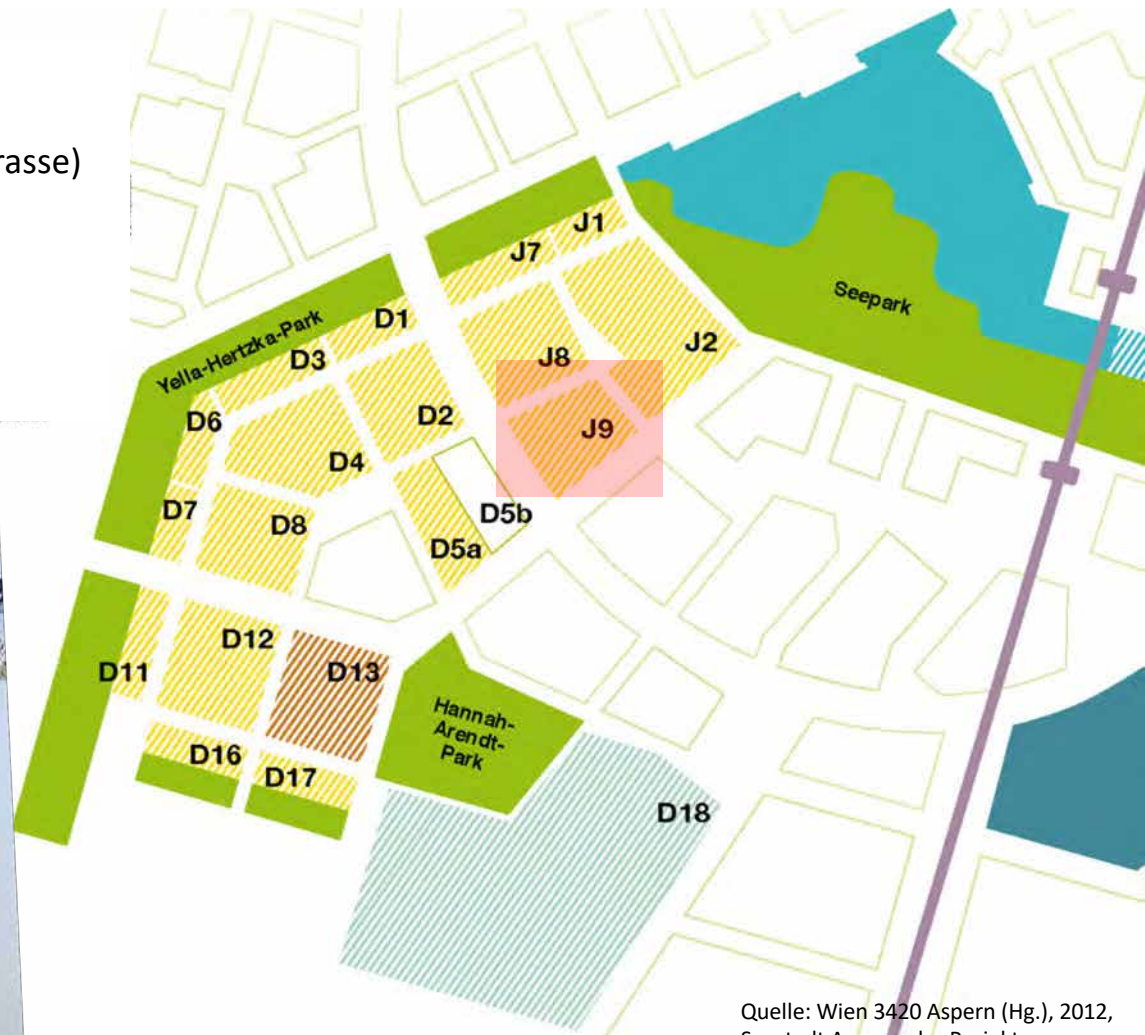 rasse)
J1
J7
Seepark
D1
Yella-Hertzka-Park
D3
J8
J2
D6
D2
J9
D4
D7
D8
D5b
D5a
D12
D11
D13
Hannah-
Arendt-
Park
D16
D17
D18
Quelle: Wien 3420 Aspern (Hg.), 2012,